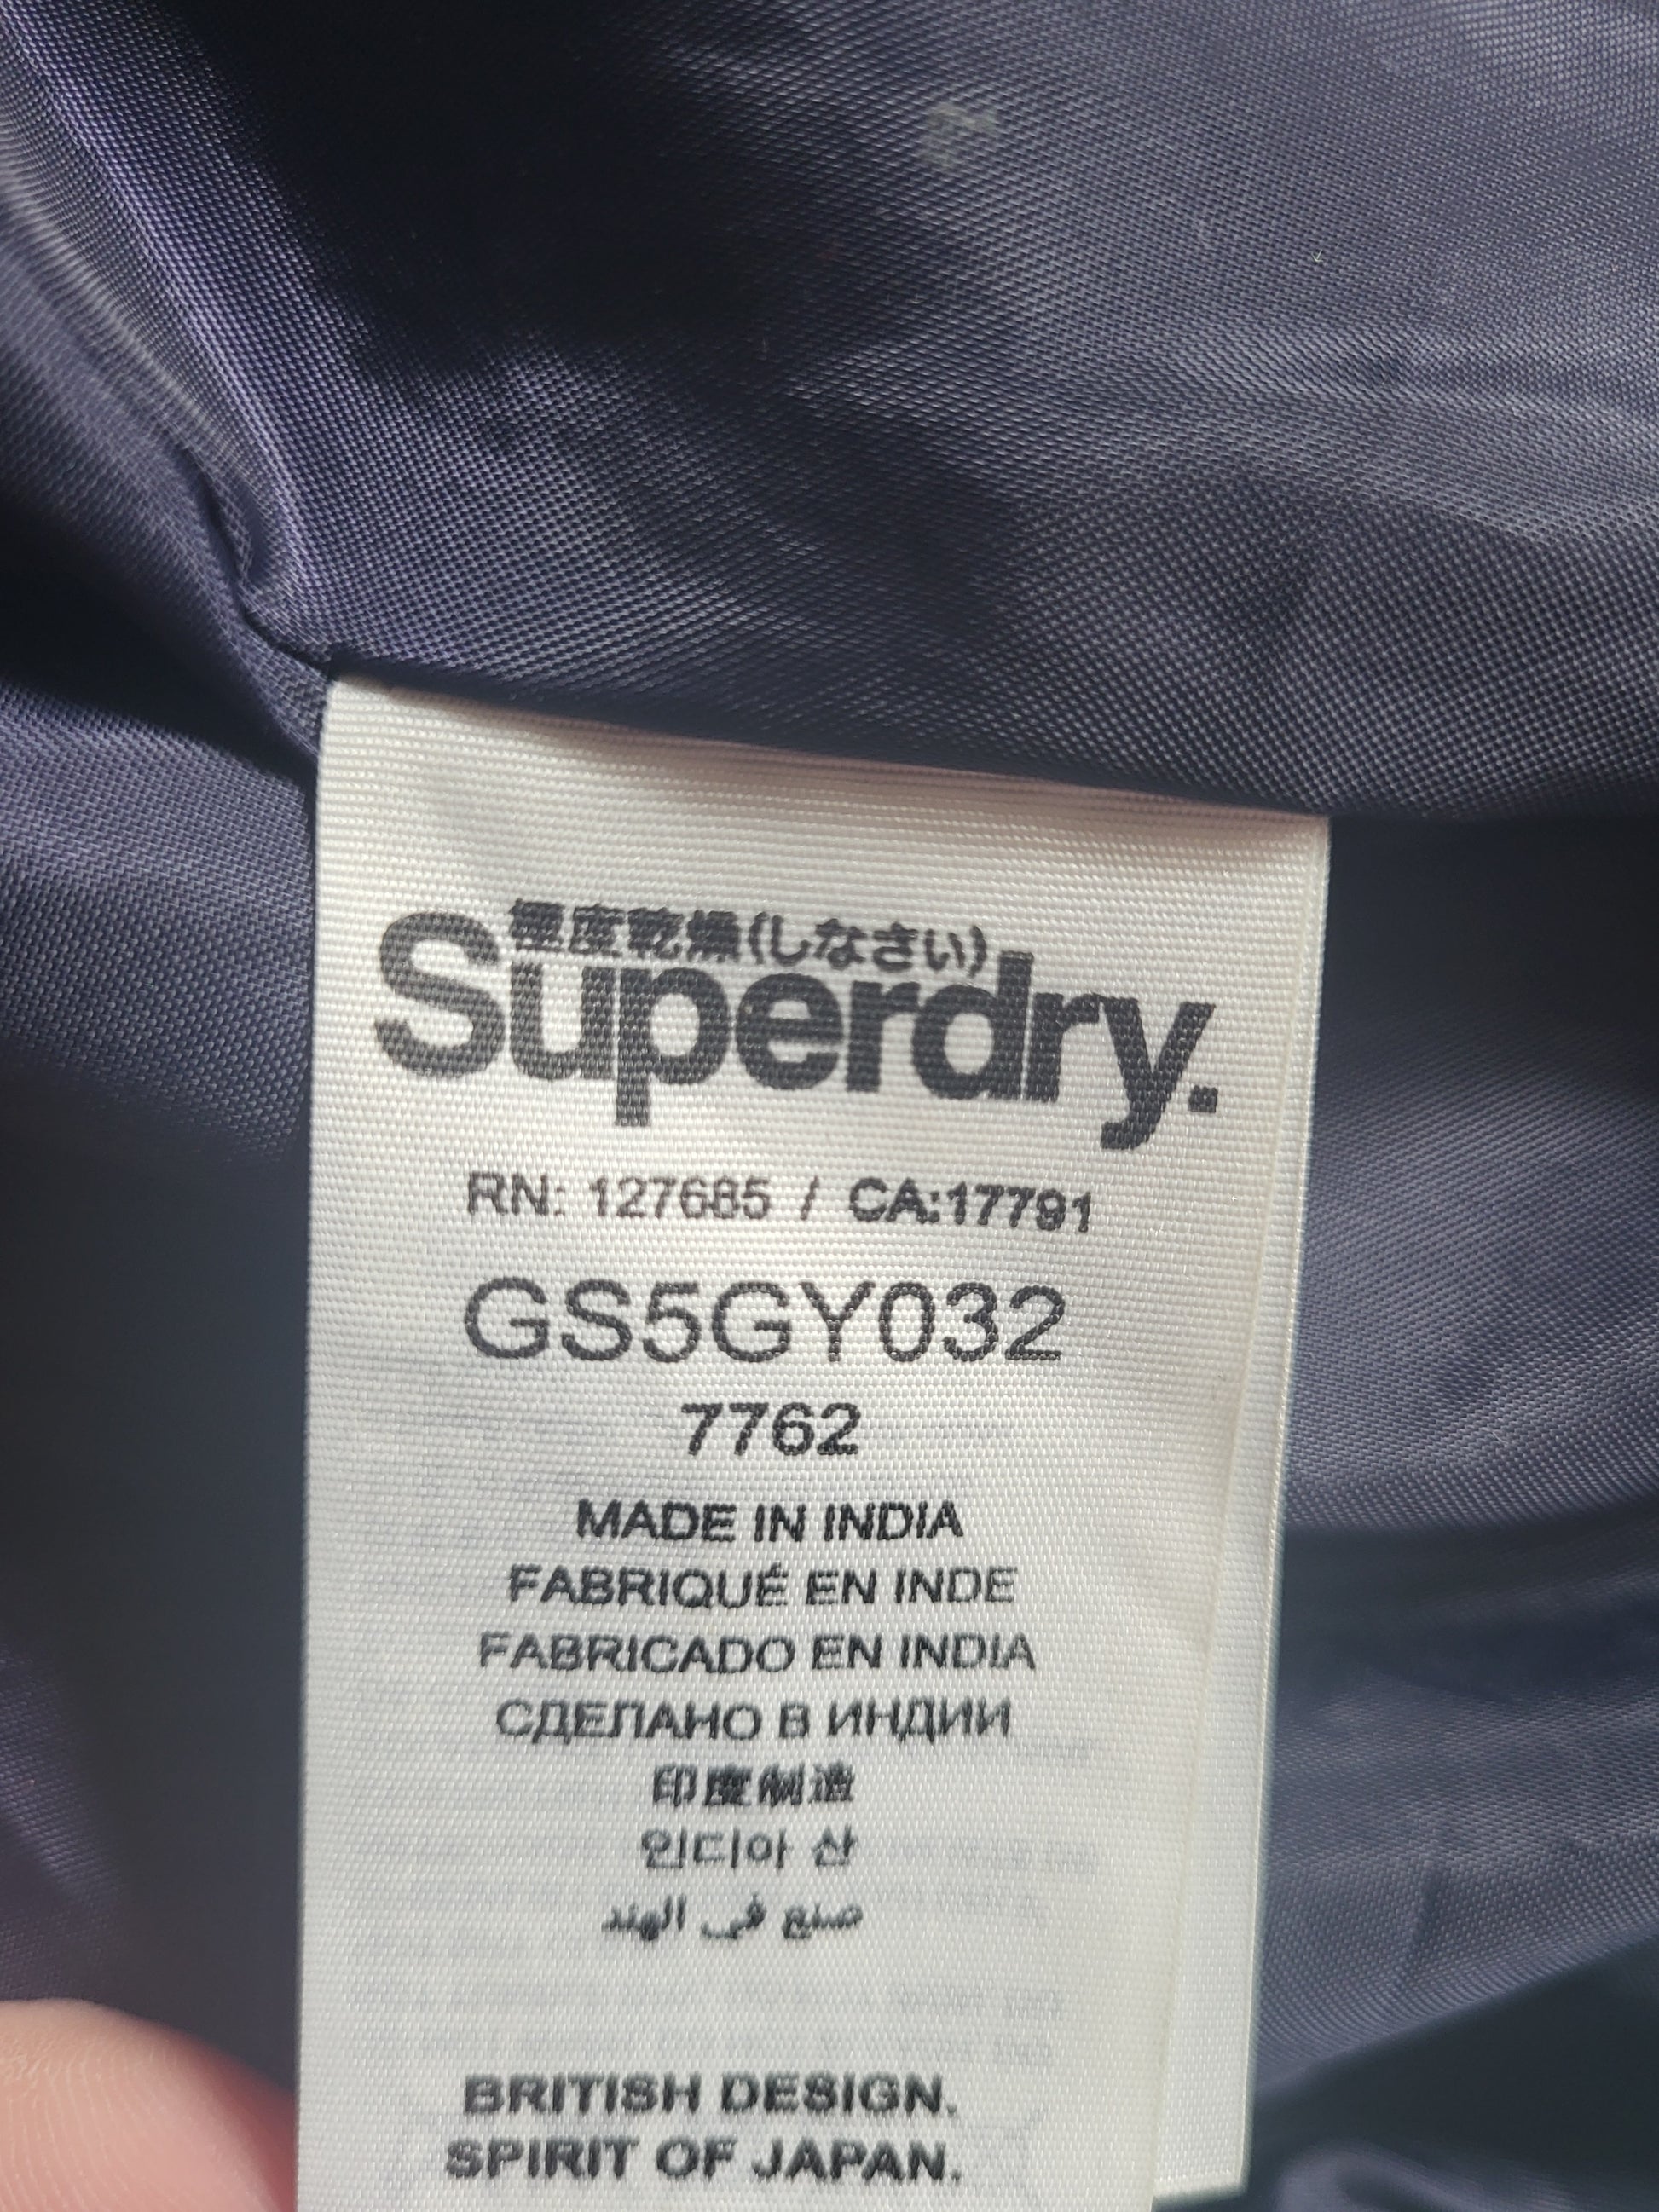 極度乾燥(しなさい)
Superdry.
RN: 127685 / CA:17791
GS5GY032
7762
MADE IN INDIA
FABRIQUÉ EN INDE
FABRICADO EN INDIA
СДЕЛАНО В ИНДИИ
印度制造
인디아 산
صنع في الهند
BRITISH DESIGN.
SPIRIT OF JAPAN.